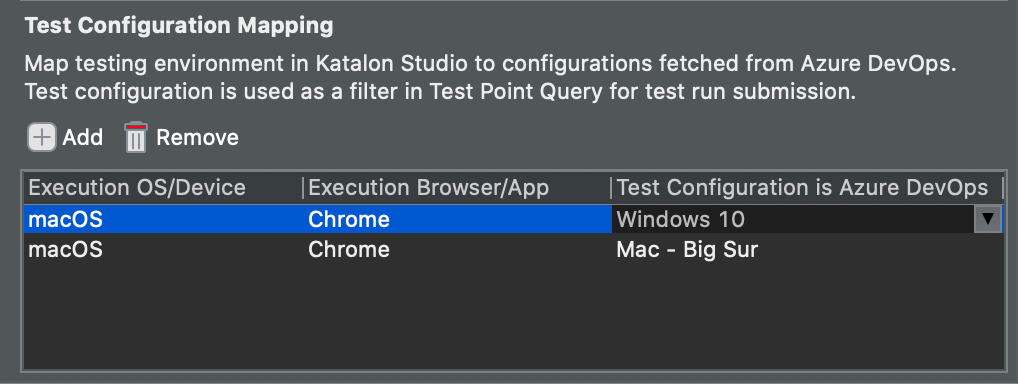 Test Configuration Mapping
Map testing environment in Katalon Studio to configurations fetched from Azure DevOps.
Test configuration is used as a filter in Test Point Query for test run submission.
Add Remove
Execution OS/Device Execution Browser/App Test Configuration is Azure DevOps
macOS Chrome Windows 10
macOS Chrome Mac - Big Sur